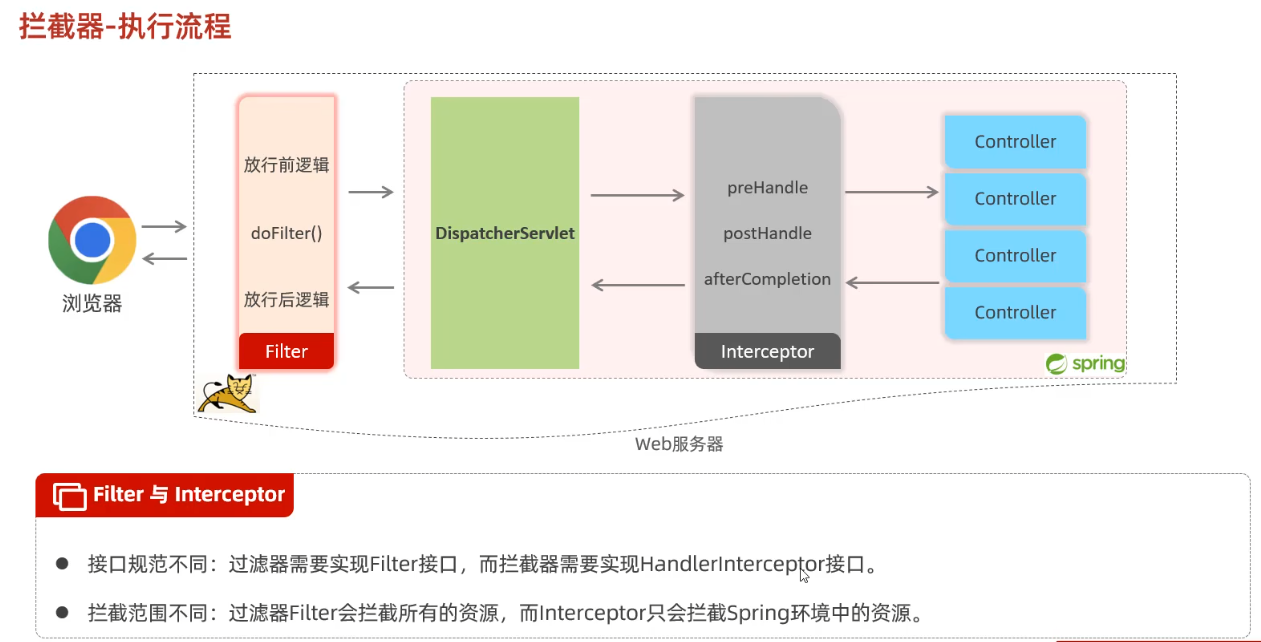 拦截器-执行流程
放行前逻辑
doFilter()
放行后逻辑
Filter
浏览器
DispatcherServlet
preHandle
postHandle
afterCompletion
Interceptor
Controller
Controller
Controller
Controller
spring
Web服务器
Filter 与 Interceptor
接口规范不同：过滤器需要实现Filter接口，而拦截器需要实现HandlerInterceptor接口。
拦截范围不同：过滤器Filter会拦截所有的资源，而Interceptor只会拦截Spring环境中的资源。